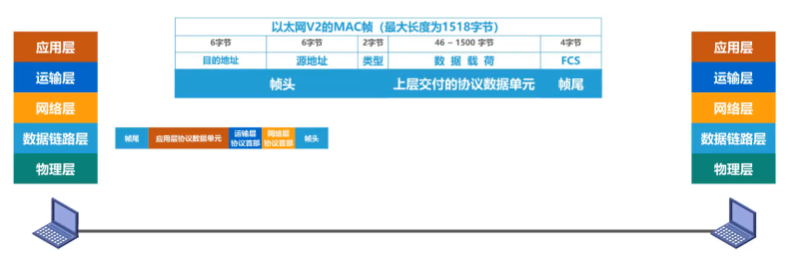 以太网V2的MAC帧（最大长度为1518字节）
6字节 6字节 2字节 46 ~ 1500 字节 4字节
目的地址 源地址 类型 数 据 载 荷 FCS
帧头 上层交付的协议数据单元 帧尾
应用层
运输层
网络层
数据链路层
物理层
帧尾 应用层协议数据单元 运输层协议首部 网络层协议首部 帧头
应用层
运输层
网络层
数据链路层
物理层